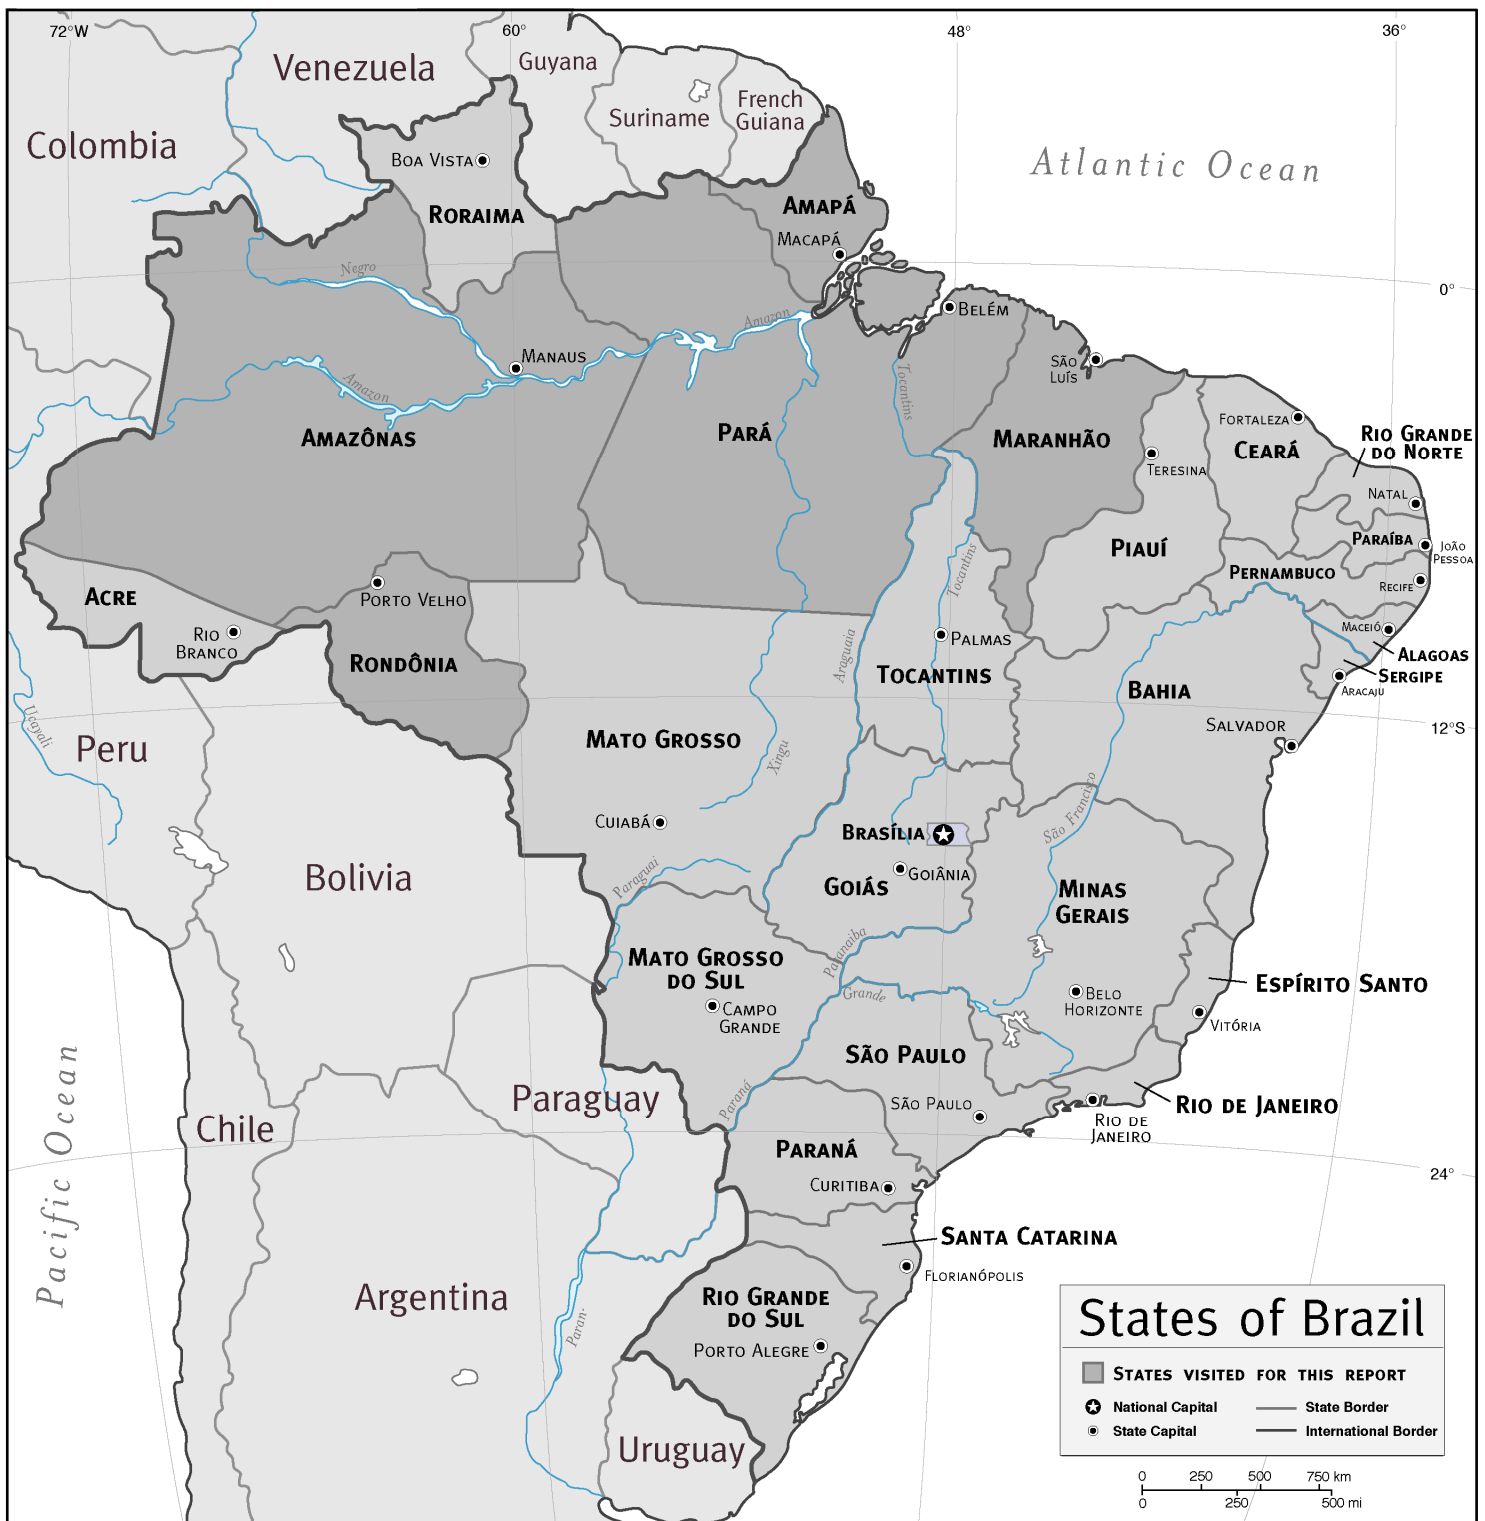 72°W
60°
48°
36°
Venezuela
Guyana
Suriname
French
Guiana
Colombia
Atlantic Ocean
BOA VISTA
RORAIMA
AMAPÁ
MACAPÁ
Negro
0°
Amazon
BELÉM
MANAUS
SÃO
LUÍS
Amazon
Tocantins
AMAZÔNAS
PARÁ
MARANHÃO
FORTALEZA
CEARÁ
RIO GRANDE
DO NORTE
TERESINA
NATAL
PIAUÍ
PARAÍBA
JOÃO
PESSOA
PERNAMBUCO
RECIFE
ACRE
PORTO VELHO
Tocantins
RIO
BRANCO
RONDÔNIA
PALMAS
MACEIÓ
ALAGOAS
Araguaia
TOCANTINS
BAHIA
SERGIPE
ARACAJU
Ucayali
Peru
MATO GROSSO
Xingu
SALVADOR
12°S
CUIABÁ
BRASÍLIA
São Francisco
Bolivia
Paraguai
GOIÁS
GOIÂNIA
MINAS
GERAIS
MATO GROSSO
DO SUL
Paranaiba
ESPÍRITO SANTO
CAMPO
GRANDE
Grande
BELO
HORIZONTE
VITÓRIA
SÃO PAULO
Pacific Ocean
Paraguay
Paraná
SÃO PAULO
RIO DE JANEIRO
RIO DE
JANEIRO
Chile
PARANÁ
CURITIBA
24°
SANTA CATARINA
FLORIANÓPOLIS
Argentina
RIO GRANDE
DO SUL
Paran-
PORTO ALEGRE
Uruguay
States of Brazil
STATES VISITED FOR THIS REPORT
National Capital
State Border
State Capital
International Border
0 250 500 750 km
0 250 500 mi